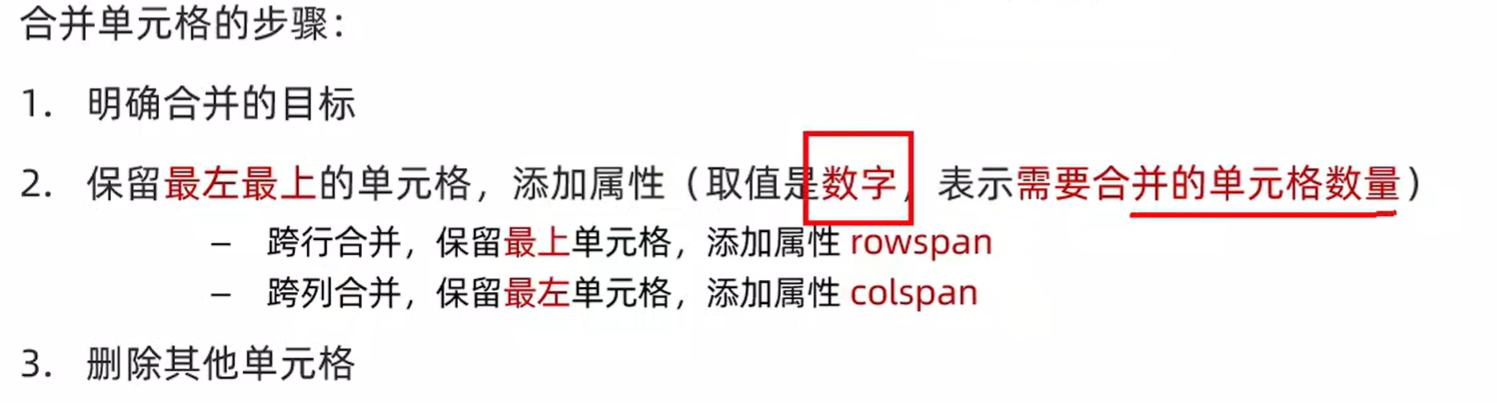 合并单元格的步骤：
1. 明确合并的目标
2. 保留最左最上的单元格，添加属性（取值是数字，表示需要合并的单元格数量）
– 跨行合并，保留最上单元格，添加属性 rowspan
– 跨列合并，保留最左单元格，添加属性 colspan
3. 删除其他单元格